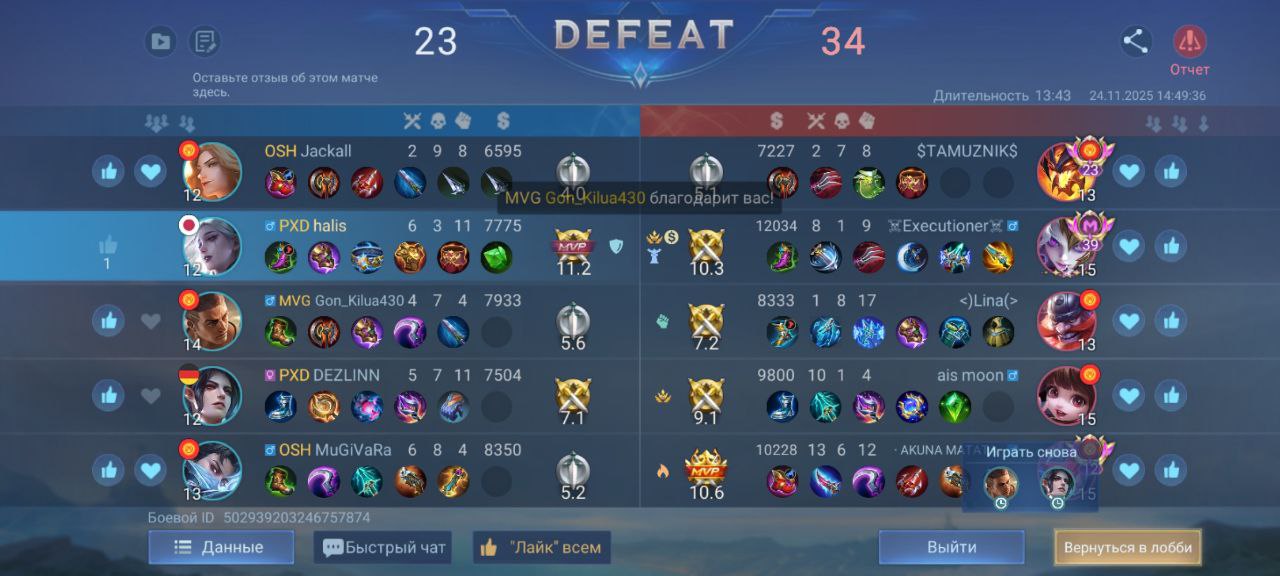 23 DEFEAT 34
Отчет
Оставьте отзыв об этом матче
здесь.
Длительность 13:43 24.11.2025 14:49:36
OSH Jackall 2 9 8 6595
12
4.0
5.1
7227 2 7 8 $TAMUZNIK$
23
13
MVG Gon_Kilua430 благодарит вас!
1
PXD halis 6 3 11 7775
12
MVP
11.2
10.3
12034 8 1 9 ☠Executioner☠
M
39
15
MVG Gon_Kilua430 4 7 4 7933
14
5.6
7.2
8333 1 8 17 <)Lina(>
13
PXD DEZLINN 5 7 11 7504
12
7.1
9.1
9800 10 1 4 ais moon
15
OSH MuGiVaRa 6 8 4 8350
13
5.2
MVP
10.6
10228 13 6 12 · AKUNA MATAT
12
15
Играть снова
Боевой ID 502939203246757874
Данные
Быстрый чат
"Лайк" всем
Выйти
Вернуться в лобби